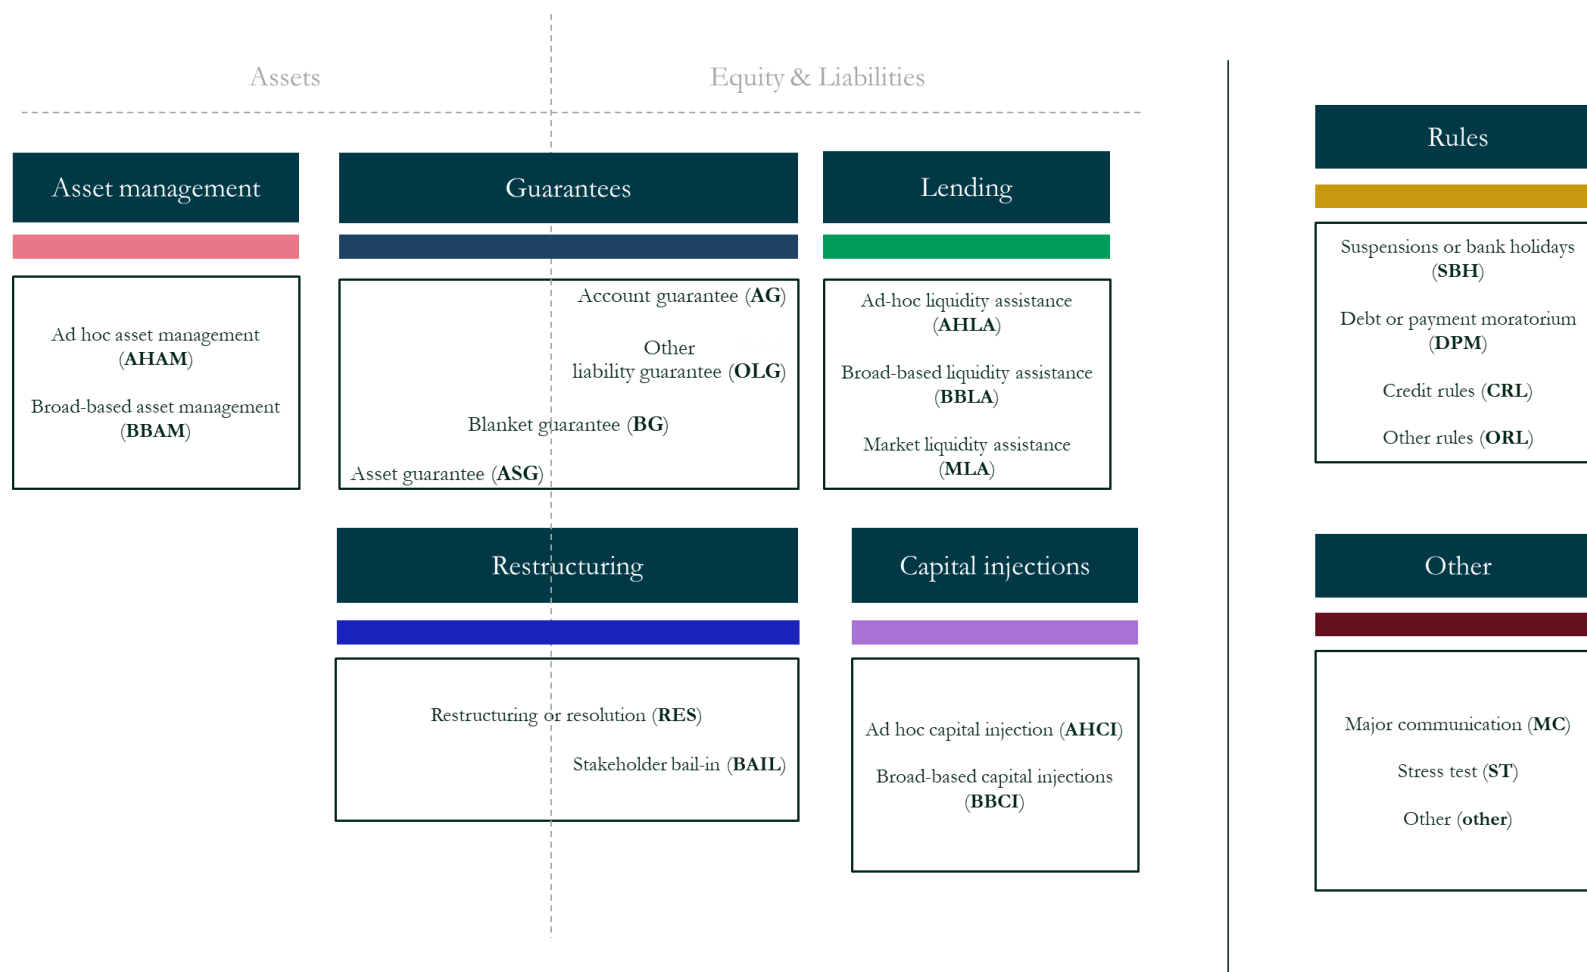 Assets
Equity & Liabilities
Asset management
Ad hoc asset management
(AHAM)
Broad-based asset management
(BBAM)
Guarantees
Account guarantee (AG)
Other
liability guarantee (OLG)
Blanket guarantee (BG)
Asset guarantee (ASG)
Lending
Ad-hoc liquidity assistance
(AHLA)
Broad-based liquidity assistance
(BBLA)
Market liquidity assistance
(MLA)
Restructuring
Restructuring or resolution (RES)
Stakeholder bail-in (BAIL)
Capital injections
Ad hoc capital injection (AHCI)
Broad-based capital injections
(BBCI)
Rules
Suspensions or bank holidays
(SBH)
Debt or payment moratorium
(DPM)
Credit rules (CRL)
Other rules (ORL)
Other
Major communication (MC)
Stress test (ST)
Other (other)